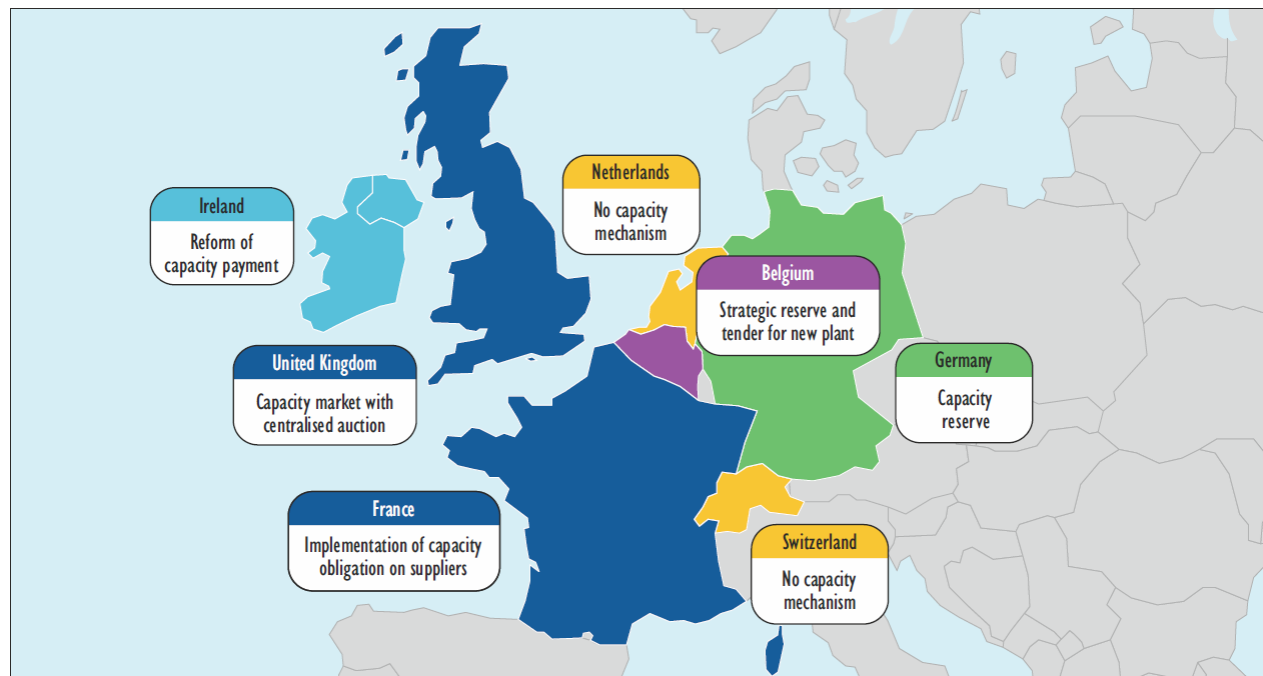 Netherlands
No capacity
mechanism
Ireland
Reform of
capacity payment
Belgium
Strategic reserve and
tender for new plant
United Kingdom
Capacity market with
centralised auction
Germany
Capacity
reserve
France
Implementation of capacity
obligation on suppliers
Switzerland
No capacity
mechanism